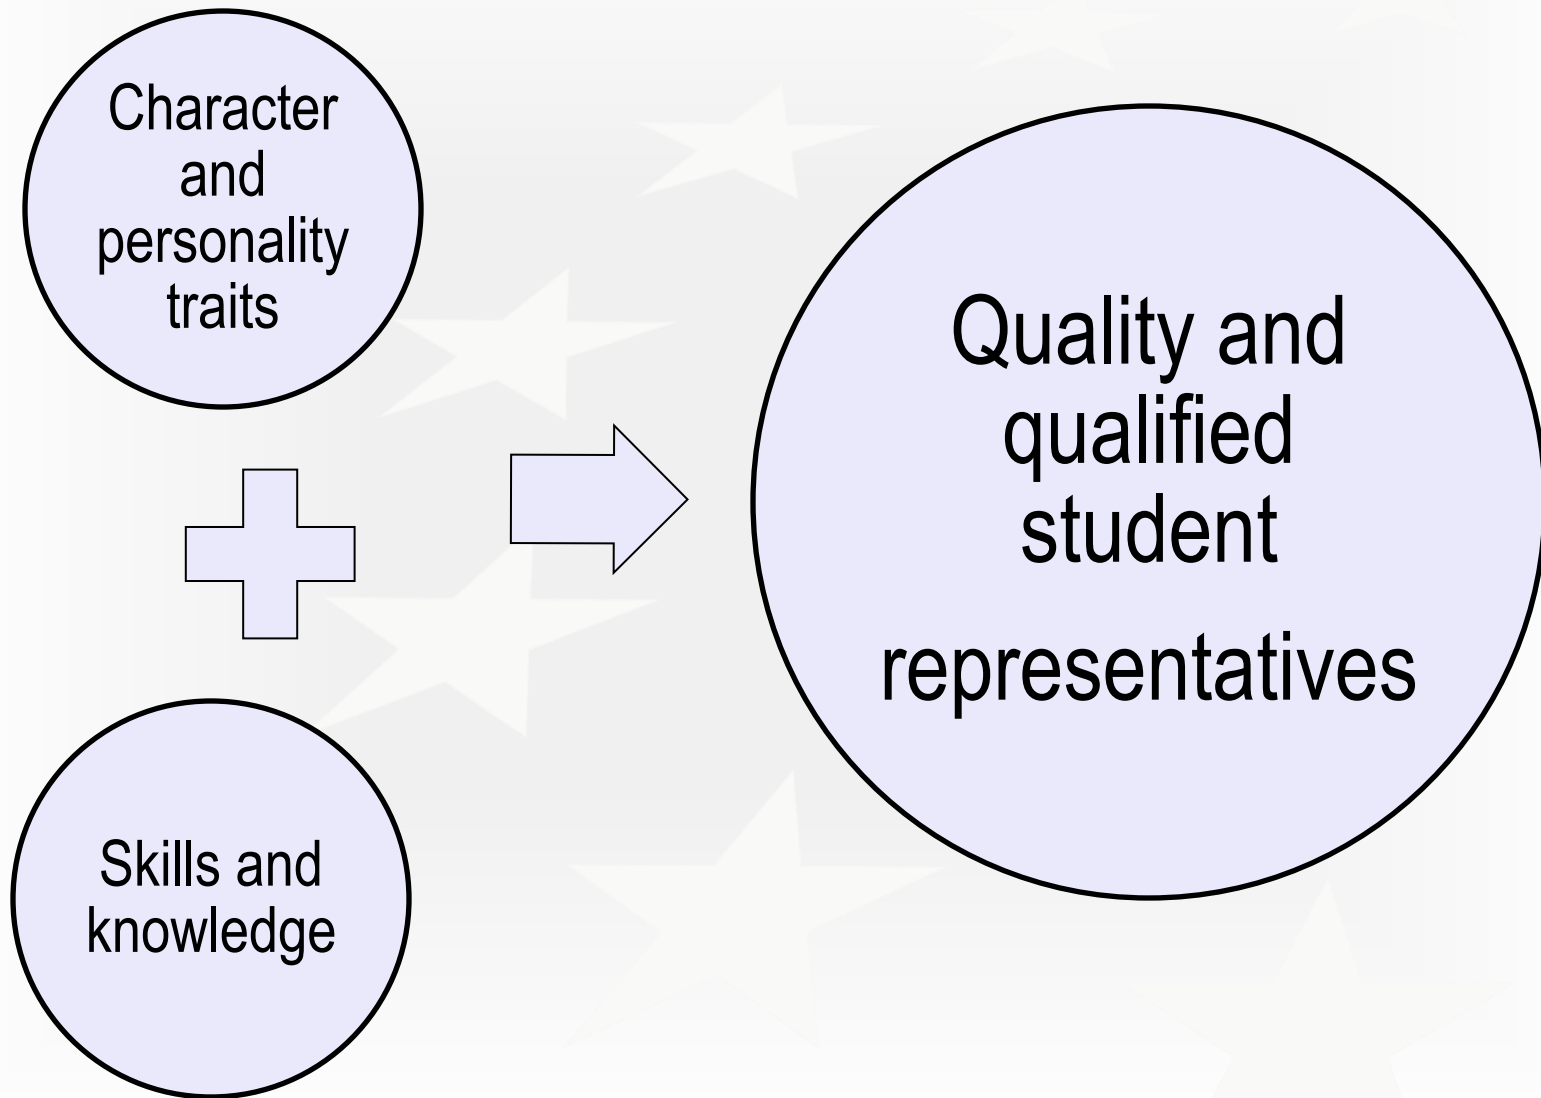 Character
and
personality
traits
Skills and
knowledge
Quality and
qualified
student
representatives